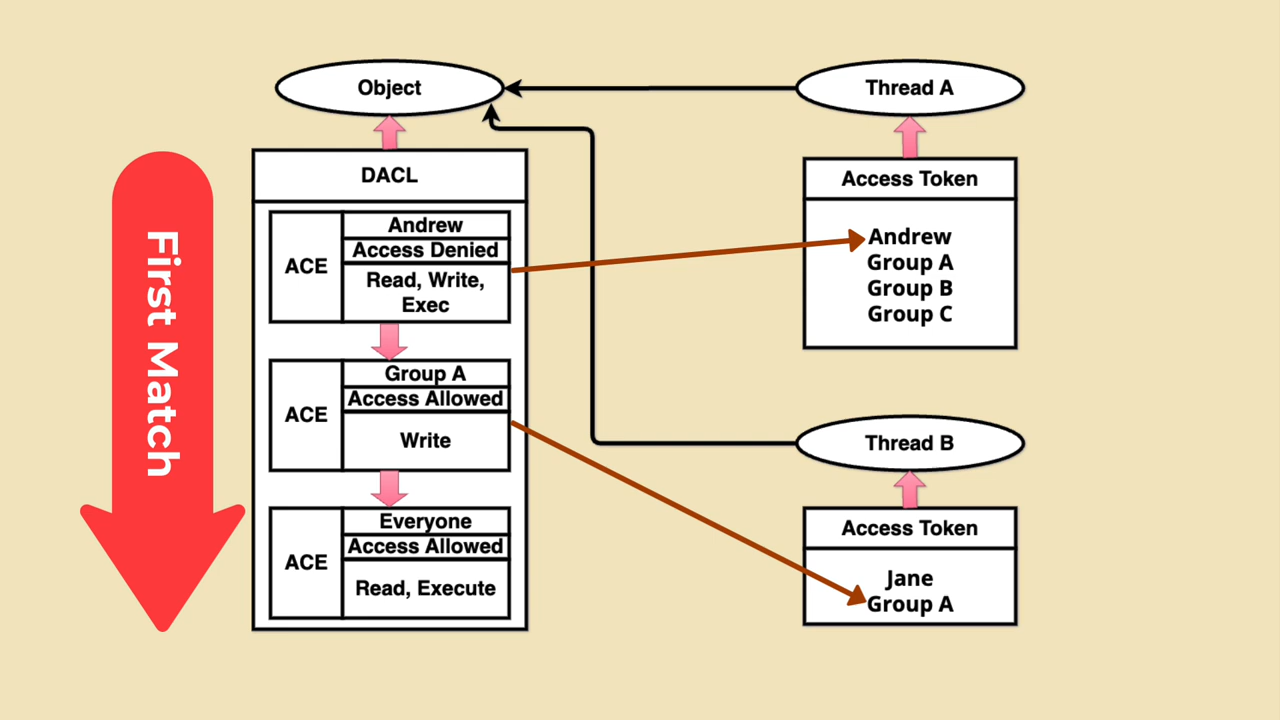 First Match
Object
DACL
ACE
Andrew
Access Denied
Read, Write,
Exec
ACE
Group A
Access Allowed
Write
ACE
Everyone
Access Allowed
Read, Execute
Thread A
Access Token
Andrew
Group A
Group B
Group C
Thread B
Access Token
Jane
Group A